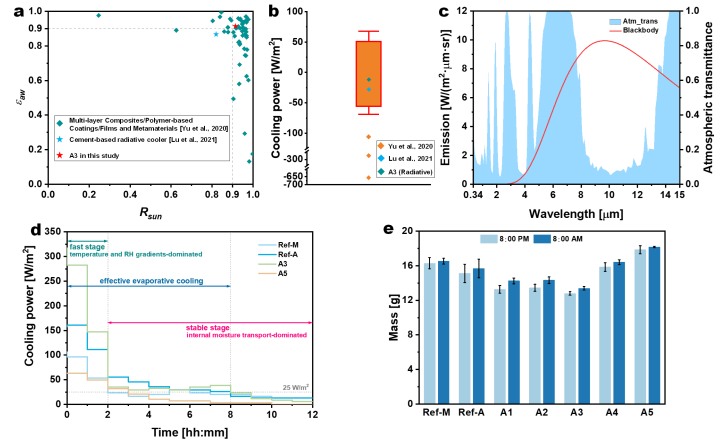 a
1.0
0.9
0.8
0.6
0.4
0.2
0.0
εaw
Multi-layer Composites/Polymer-based
Coatings/Films and Metamaterials [Yu et al., 2020]
Cement-based radiative cooler [Lu et al., 2021]
A3 in this study
0.0 0.2 0.4 0.6 0.8 0.9 1.0
Rsun
b
Cooling power [W/m²]
100
50
0
-50
-100
-300
-650
-700
Yu et al., 2020
Lu et al., 2021
A3 (Radiative)
c
Emission [W/(m²·μm·sr)]
12
10
8
6
4
2
0
Atm_trans
Blackbody
1.0
0.8
0.6
0.4
0.2
0.0
Atmospheric transmittance
0.34 2 4 6 8 10 12 14 15
Wavelength [μm]
d
Cooling power [W/m²]
350
300
250
200
150
100
50
0
fast stage
temperature and RH gradients-dominated
Ref-M
Ref-A
A3
A5
effective evaporative cooling
stable stage
internal moisture transport-dominated
25 W/m²
0 2 4 6 8 10 12
Time [hh:mm]
e
Mass [g]
20
16
12
8
4
0
8:00 PM 8:00 AM
Ref-M Ref-A A1 A2 A3 A4 A5